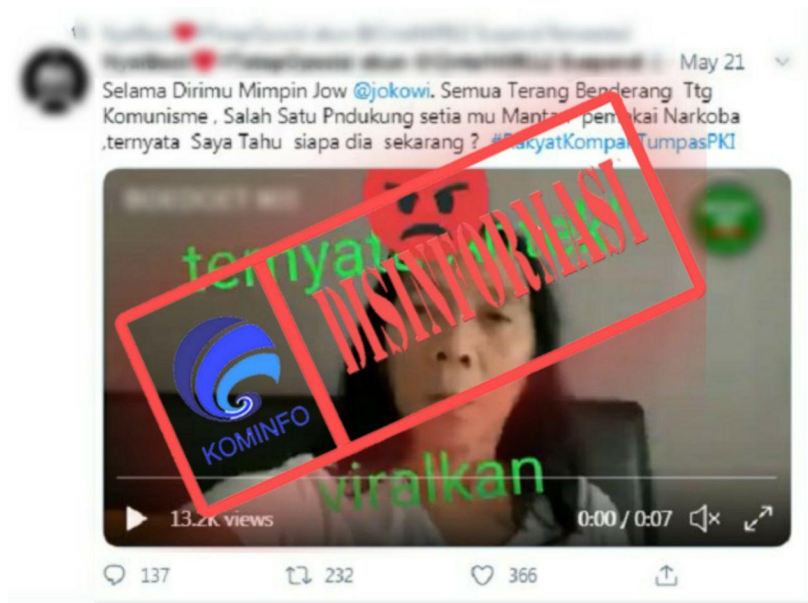 May 21
Selama Dirimu Mimpin Jow @jokowi. Semua Terang Benderang Ttg
Komunisme , Salah Satu Pndukung setia mu Mantan pemakai Narkoba
,ternyata Saya Tahu siapa dia sekarang ? #RakyatKompakTumpasPKI
ternyata
DISINFORMASI
KOMINFO
viralkan
13.2K views
0:00 / 0:07
137
232
366